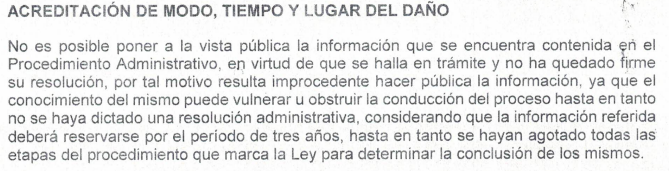 ACREDITACIÓN DE MODO, TIEMPO Y LUGAR DEL DAÑO
No es posible poner a la vista pública la información que se encuentra contenida en el
Procedimiento Administrativo, en virtud de que se halla en trámite y no ha quedado firme
su resolución, por tal motivo resulta improcedente hacer pública la información, ya que el
conocimiento del mismo puede vulnerar u obstruir la conducción del proceso hasta en tanto
no se haya dictado una resolución administrativa, considerando que la información referida
deberá reservarse por el período de tres años, hasta en tanto se hayan agotado todas las
etapas del procedimiento que marca la Ley para determinar la conclusión de los mismos.